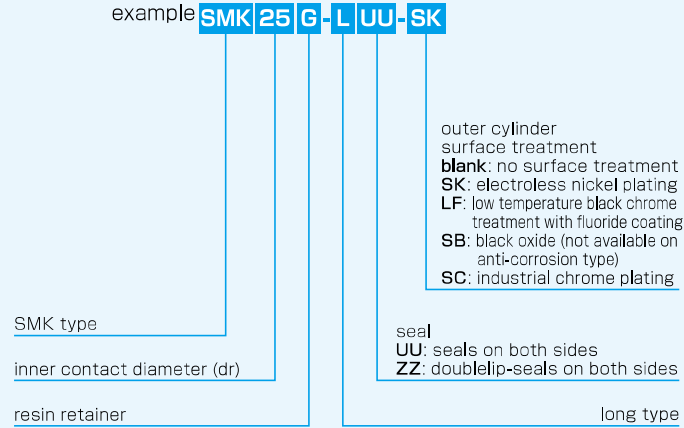 example SMK 25 G - L UU - SK
outer cylinder
surface treatment
blank: no surface treatment
SK: electroless nickel plating
LF: low temperature black chrome
treatment with fluoride coating
SB: black oxide (not available on
anti-corrosion type)
SC: industrial chrome plating
SMK type
seal
UU: seals on both sides
ZZ: doublelip-seals on both sides
inner contact diameter (dr)
resin retainer
long type